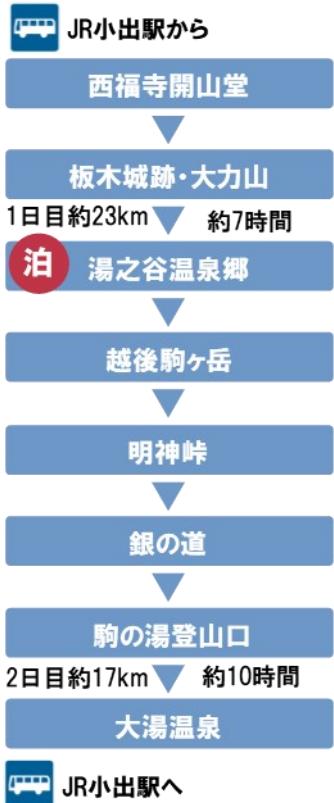 JR小出駅から
西福寺開山堂
板木城跡・大力山
1日目約23km 約7時間
泊 湯之谷温泉郷
越後駒ヶ岳
明神峠
銀の道
駒の湯登山口
2日目約17km 約10時間
大湯温泉
JR小出駅へ